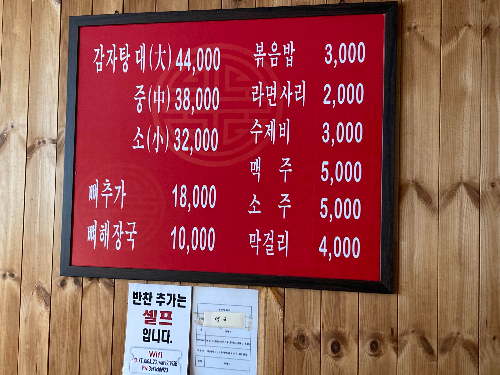 감자탕 대(大) 44,000
중(中) 38,000
소(小) 32,000
뼈추가 18,000
뼈해장국 10,000
볶음밥 3,000
라면사리 2,000
수제비 3,000
맥주 5,000
소주 5,000
막걸리 4,000
반찬 추가는
셀프
입니다.
Wifi